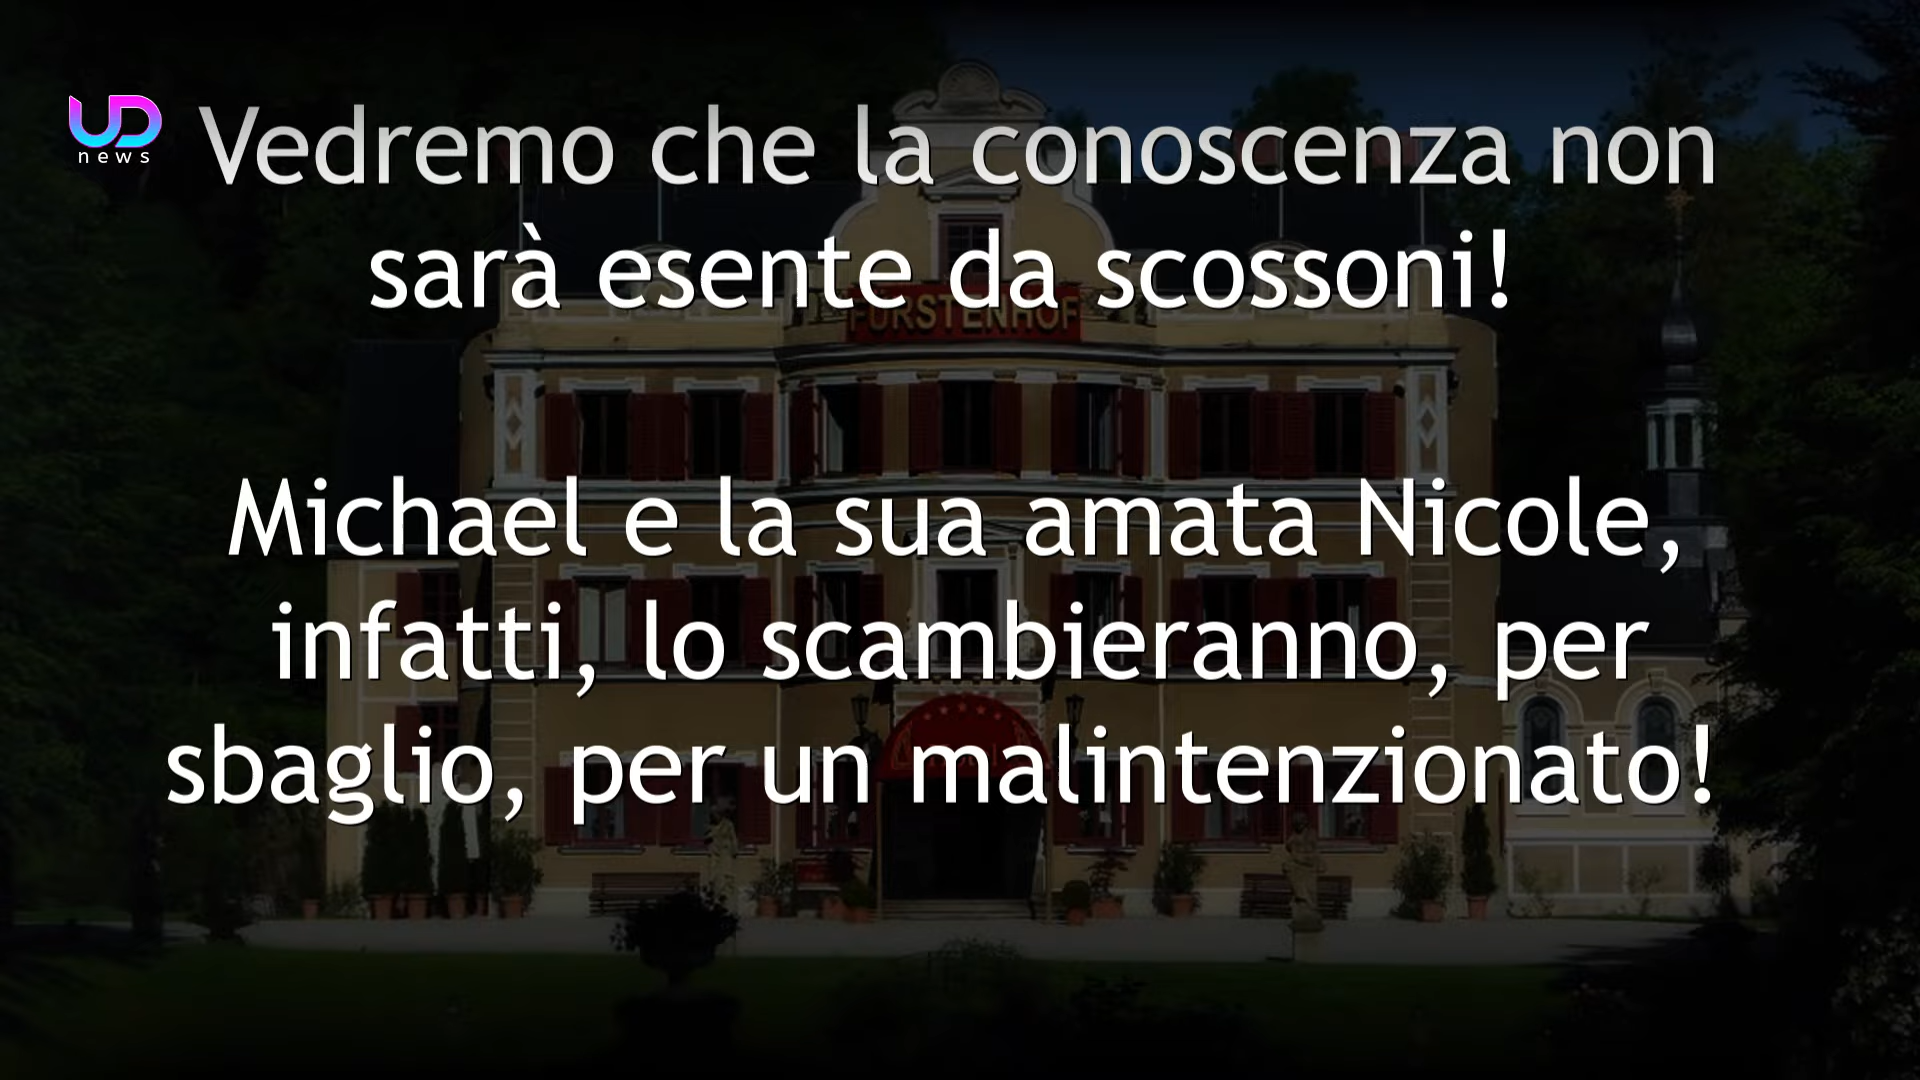 UD
news
Vedremo che la conoscenza non
sarà esente da scossoni!
FÜRSTENHOF
Michael e la sua amata Nicole,
infatti, lo scambieranno, per
sbaglio, per un malintenzionato!